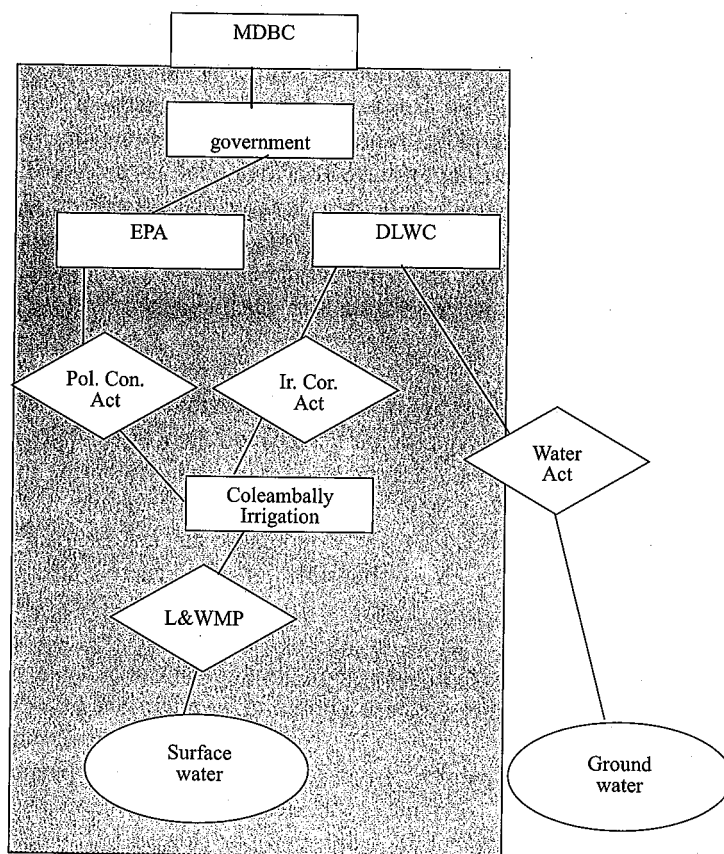 MDBC
government
EPA
DLWC
Pol. Con.
Act
Ir. Cor.
Act
Water
Act
Coleambally
Irrigation
L&WMP
Surface
water
Ground
water